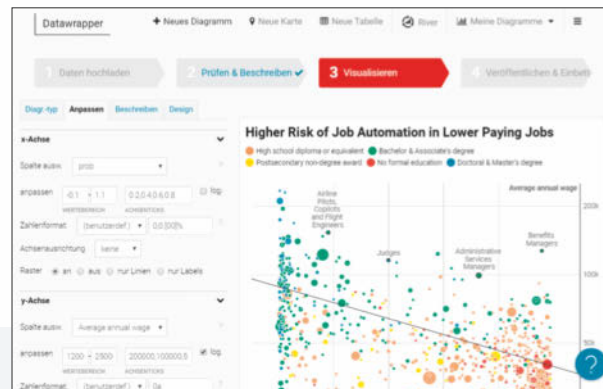 Datawrapper
+ Neues Diagramm
Neue Karte
Neue Tabelle
River
Meine Diagramme
1 Daten hochladen
2 Prüfen & Beschreiben
3 Visualisieren
4 Veröffentlichen & Einbett
Diagr.-typ
Anpassen
Beschreiben
Design
x-Achse
Spalte ausw.
prob
anpassen
-0.1 - 1.1
0.2,0.4,0.6,0.8
log
WERTEBEREICH
ACHSENTICKS
Zahlenformat
(benutzerdef.)
0,0.[00]%
Achsenausrichtung
keine
Raster
an
aus
nur Linien
nur Labels
y-Achse
Spalte ausw.
Average annual wage
anpassen
1200 - 2500
200000,100000,5
log
WERTEBEREICH
ACHSENTICKS
Zahlenformat
(benutzerdef.)
0a
Higher Risk of Job Automation in Lower Paying Jobs
High school diploma or equivalent
Bachelor & Associate's degree
Postsecondary non-degree award
No formal education
Doctoral & Master's degree
Average annual wage
200k
Airline
Pilots,
Copilots
and Flight
Engineers
Judges
Administrative
Services
Managers
Benefits
Managers
100k
50k
?